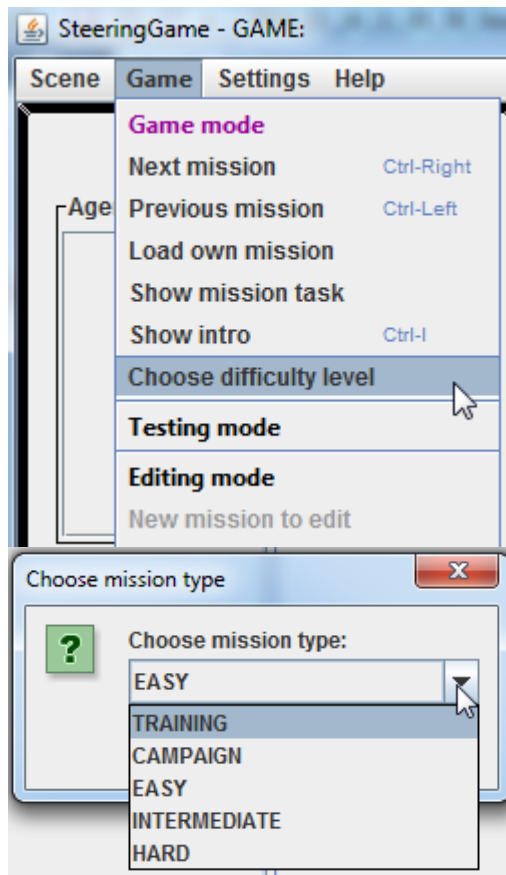 SteeringGame - GAME:
Scene Game Settings Help
Game mode
Next mission Ctrl-Right
Age Previous mission Ctrl-Left
Load own mission
Show mission task
Show intro Ctrl-I
Choose difficulty level
Testing mode
Editing mode
New mission to edit
Choose mission type
Choose mission type:
EASY
TRAINING
CAMPAIGN
EASY
INTERMEDIATE
HARD